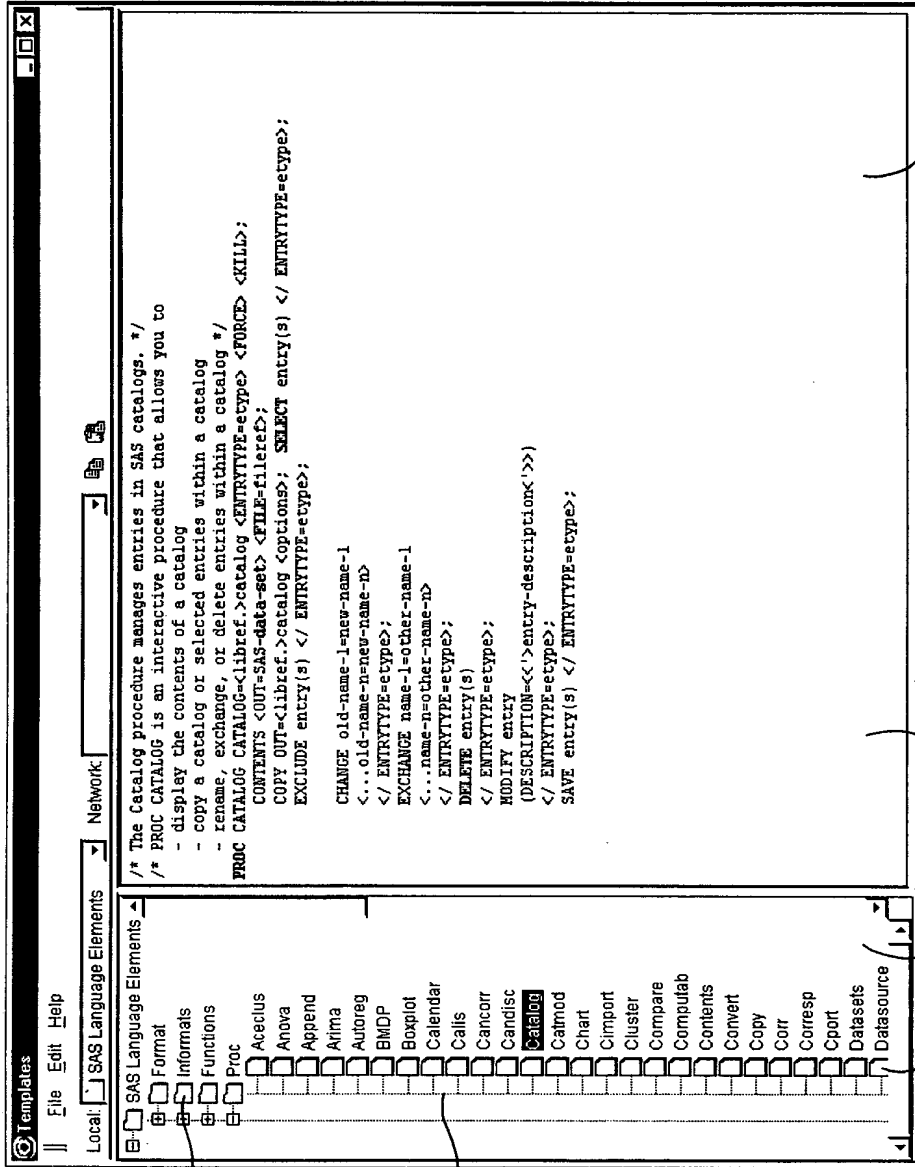 Templates
File Edit Help
Local: SAS Language Elements Network:
SAS Language Elements
Format
Informats
Functions
Proc
Aceclus
Anova
Append
Arima
Autoreg
BMDP
Boxplot
Calendar
Calis
Cancorr
Candisc
Catalog
Catmod
Chart
Cimport
Cluster
Compare
Computab
Contents
Convert
Copy
Corr
Corresp
Cport
Datasets
Datasource
/* The Catalog procedure manages entries in SAS catalogs. */
/* PROC CATALOG is an interactive procedure that allows you to
- display the contents of a catalog
- copy a catalog or selected entries within a catalog
- rename, exchange, or delete entries within a catalog */
PROC CATALOG CATALOG=<libref.>catalog <ENTRYTYPE=etype> <FORCE> <KILL>;
CONTENTS <OUT=SAS-data-set> <FILE=fileref>;
COPY OUT=<libref.>catalog <options>; SELECT entry(s) </ ENTRYTYPE=etype>;
EXCLUDE entry(s) </ ENTRYTYPE=etype>;
CHANGE old-name-1=new-name-1
<...old-name-n=new-name-n>
</ ENTRYTYPE=etype>;
EXCHANGE name-1=other-name-1
<...name-n=other-name-n>
</ ENTRYTYPE=etype>;
DELETE entry(s)
</ ENTRYTYPE=etype>;
MODIFY entry
(DESCRIPTION=<<'>entry-description<'>>)
</ ENTRYTYPE=etype>;
SAVE entry(s) </ ENTRYTYPE=etype>;